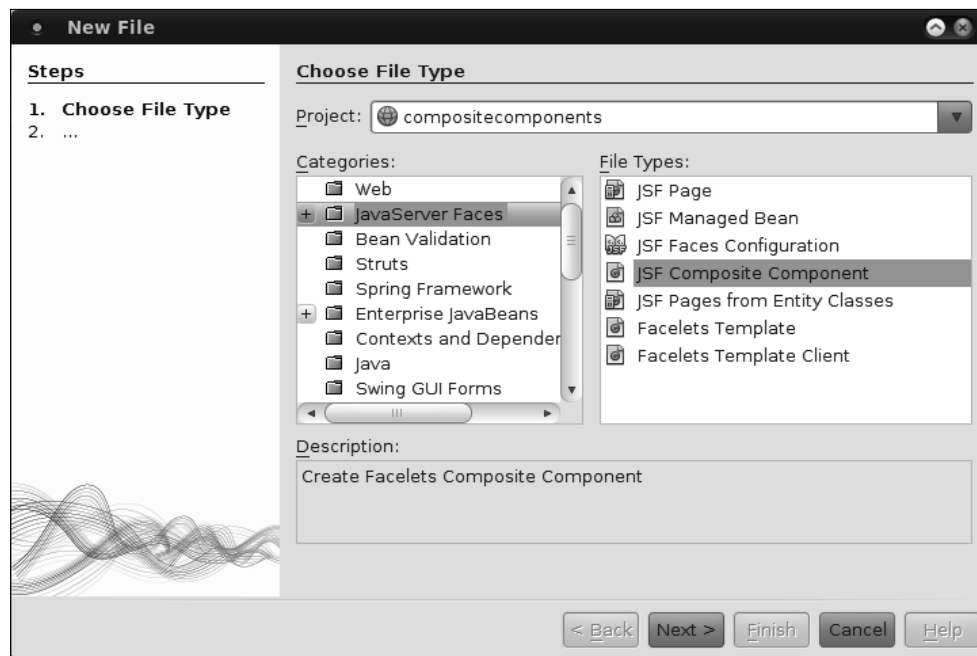 New File
Steps
1. Choose File Type
2. ...
Choose File Type
Project: compositecomponents
Categories:
Web
JavaServer Faces
Bean Validation
Struts
Spring Framework
Enterprise JavaBeans
Contexts and Depender
Java
Swing GUI Forms
File Types:
JSF Page
JSF Managed Bean
JSF Faces Configuration
JSF Composite Component
JSF Pages from Entity Classes
Facelets Template
Facelets Template Client
Description:
Create Facelets Composite Component
< Back Next > Finish Cancel Help